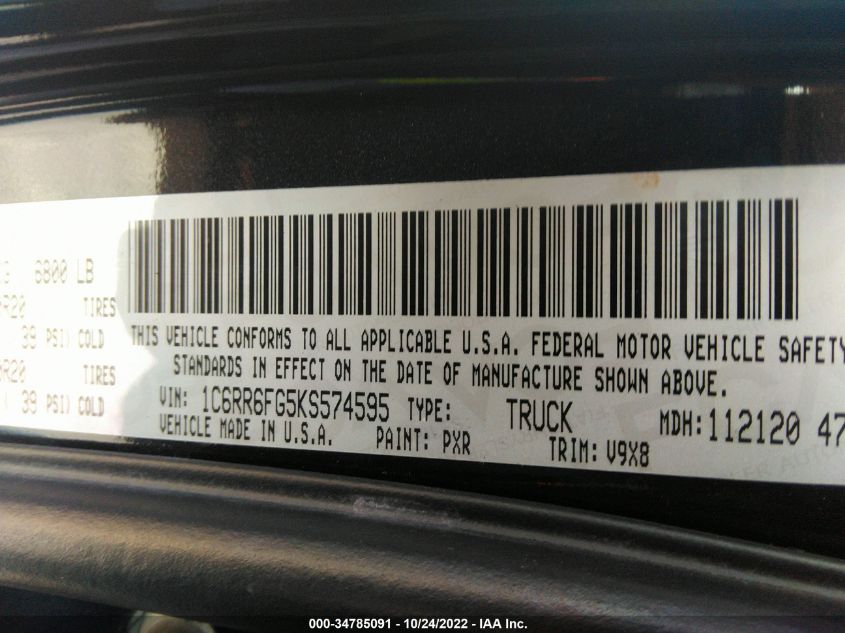 6800 LB
R20 TIRES
39 PSI) COLD
R20 TIRES
39 PSI) COLD
THIS VEHICLE CONFORMS TO ALL APPLICABLE U.S.A. FEDERAL MOTOR VEHICLE SAFETY
STANDARDS IN EFFECT ON THE DATE OF MANUFACTURE SHOWN ABOVE.
VIN: 1C6RR6FG5KS574595 TYPE: TRUCK MDH:112120 47
VEHICLE MADE IN U.S.A. PAINT: PXR TRIM: V9X8
000-34785091 - 10/24/2022 - IAA Inc.